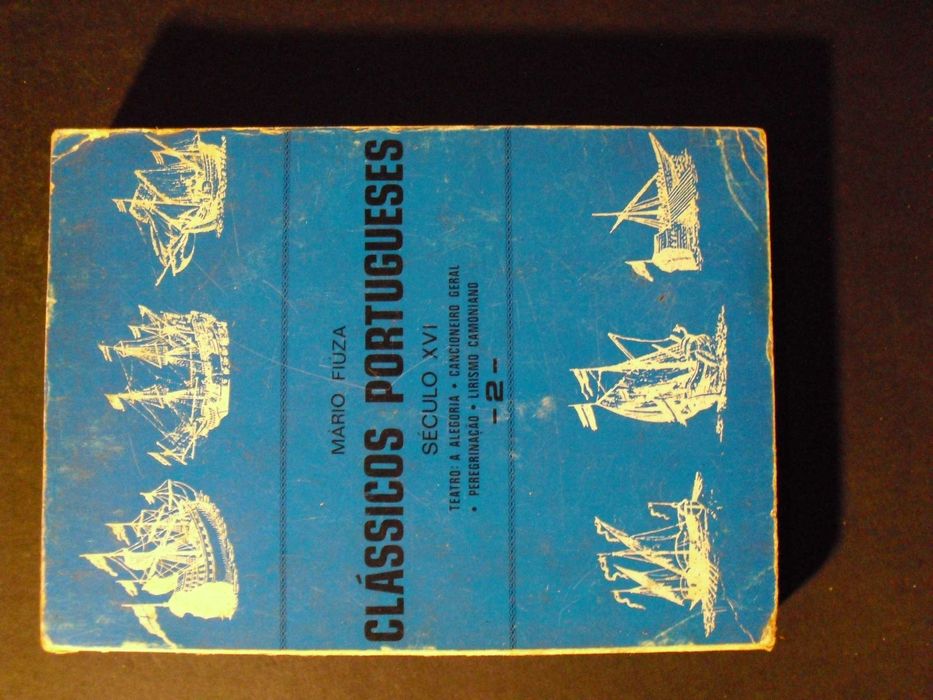 MÁRIO FIÚZA
CLÁSSICOS PORTUGUESES
SÉCULO XVI
TEATRO: A ALEGORIA • CANCIONEIRO GERAL
• PEREGRINAÇÃO • LIRISMO CAMONIANO
-2-